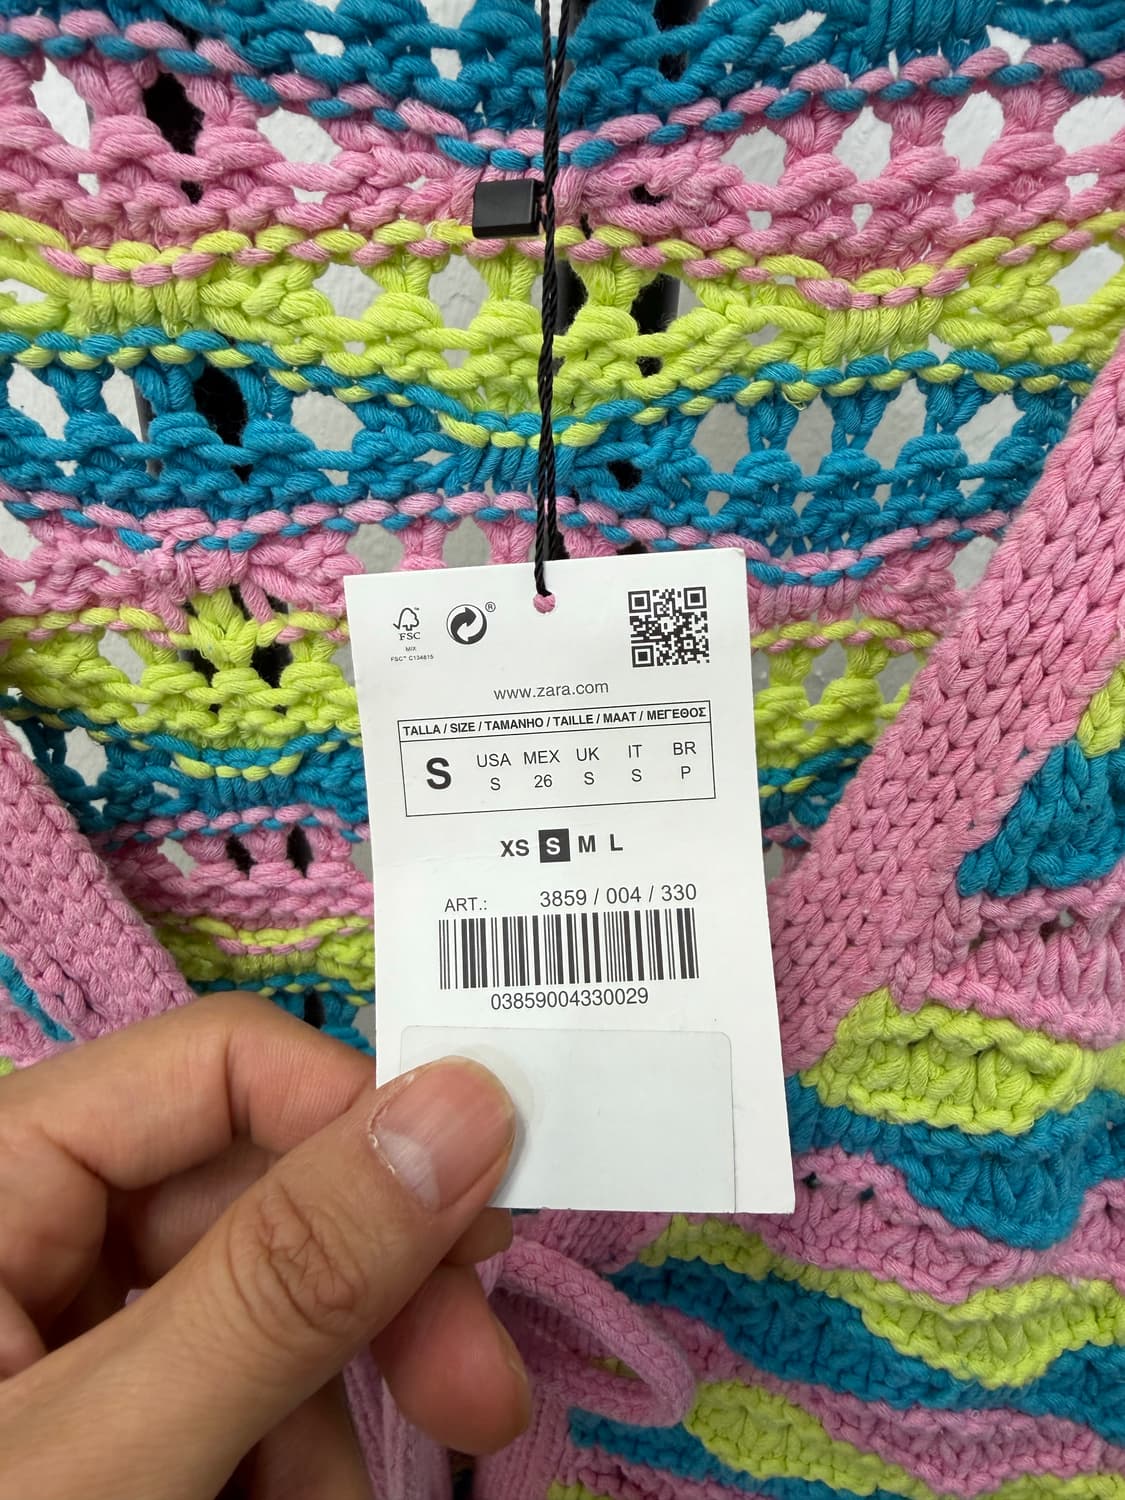 FSC
MIX
FSC™ C134815
®
www.zara.com
TALLA / SIZE / TAMANHO / TAILLE / MAAT / ΜΕΓΕΘΟΣ
S USA MEX UK IT BR
S 26 S S P
XS S M L
ART.: 3859 / 004 / 330
03859004330029